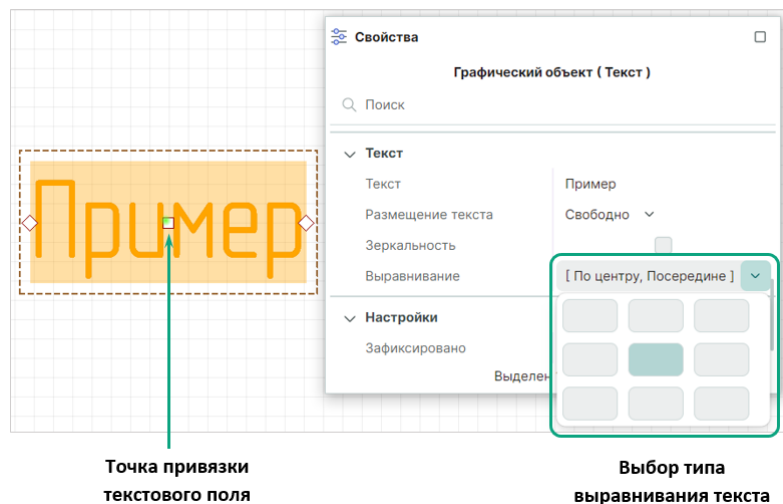 Свойства
Графический объект ( Текст )
Поиск
Текст
Текст Пример
Размещение текста Свободно
Зеркальность
Выравнивание [ По центру, Посередине ]
Настройки
Зафиксировано
Выделен
Пример
Точка привязки
текстового поля
Выбор типа
выравнивания текста